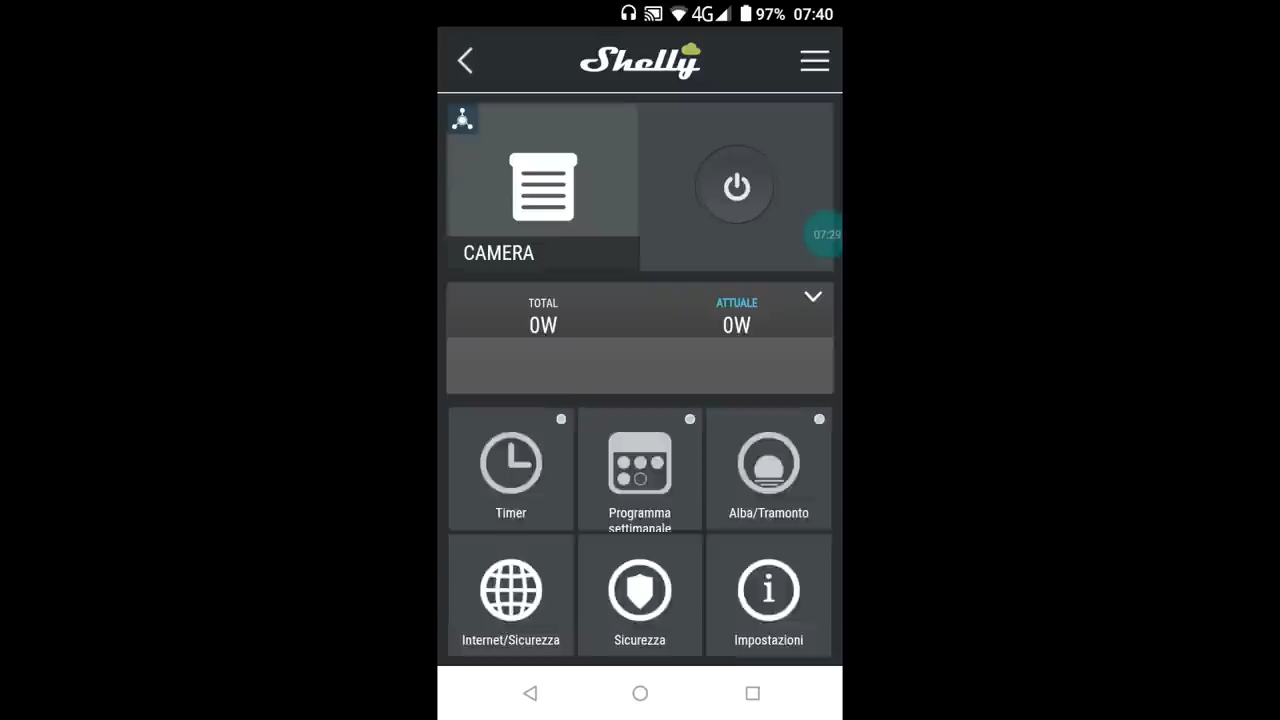 4G 97% 07:40
Shelly
07:29
CAMERA
TOTAL ATTUALE
0W 0W
Timer
Programma
settimanale
Alba/Tramonto
Internet/Sicurezza
Sicurezza
Impostazioni